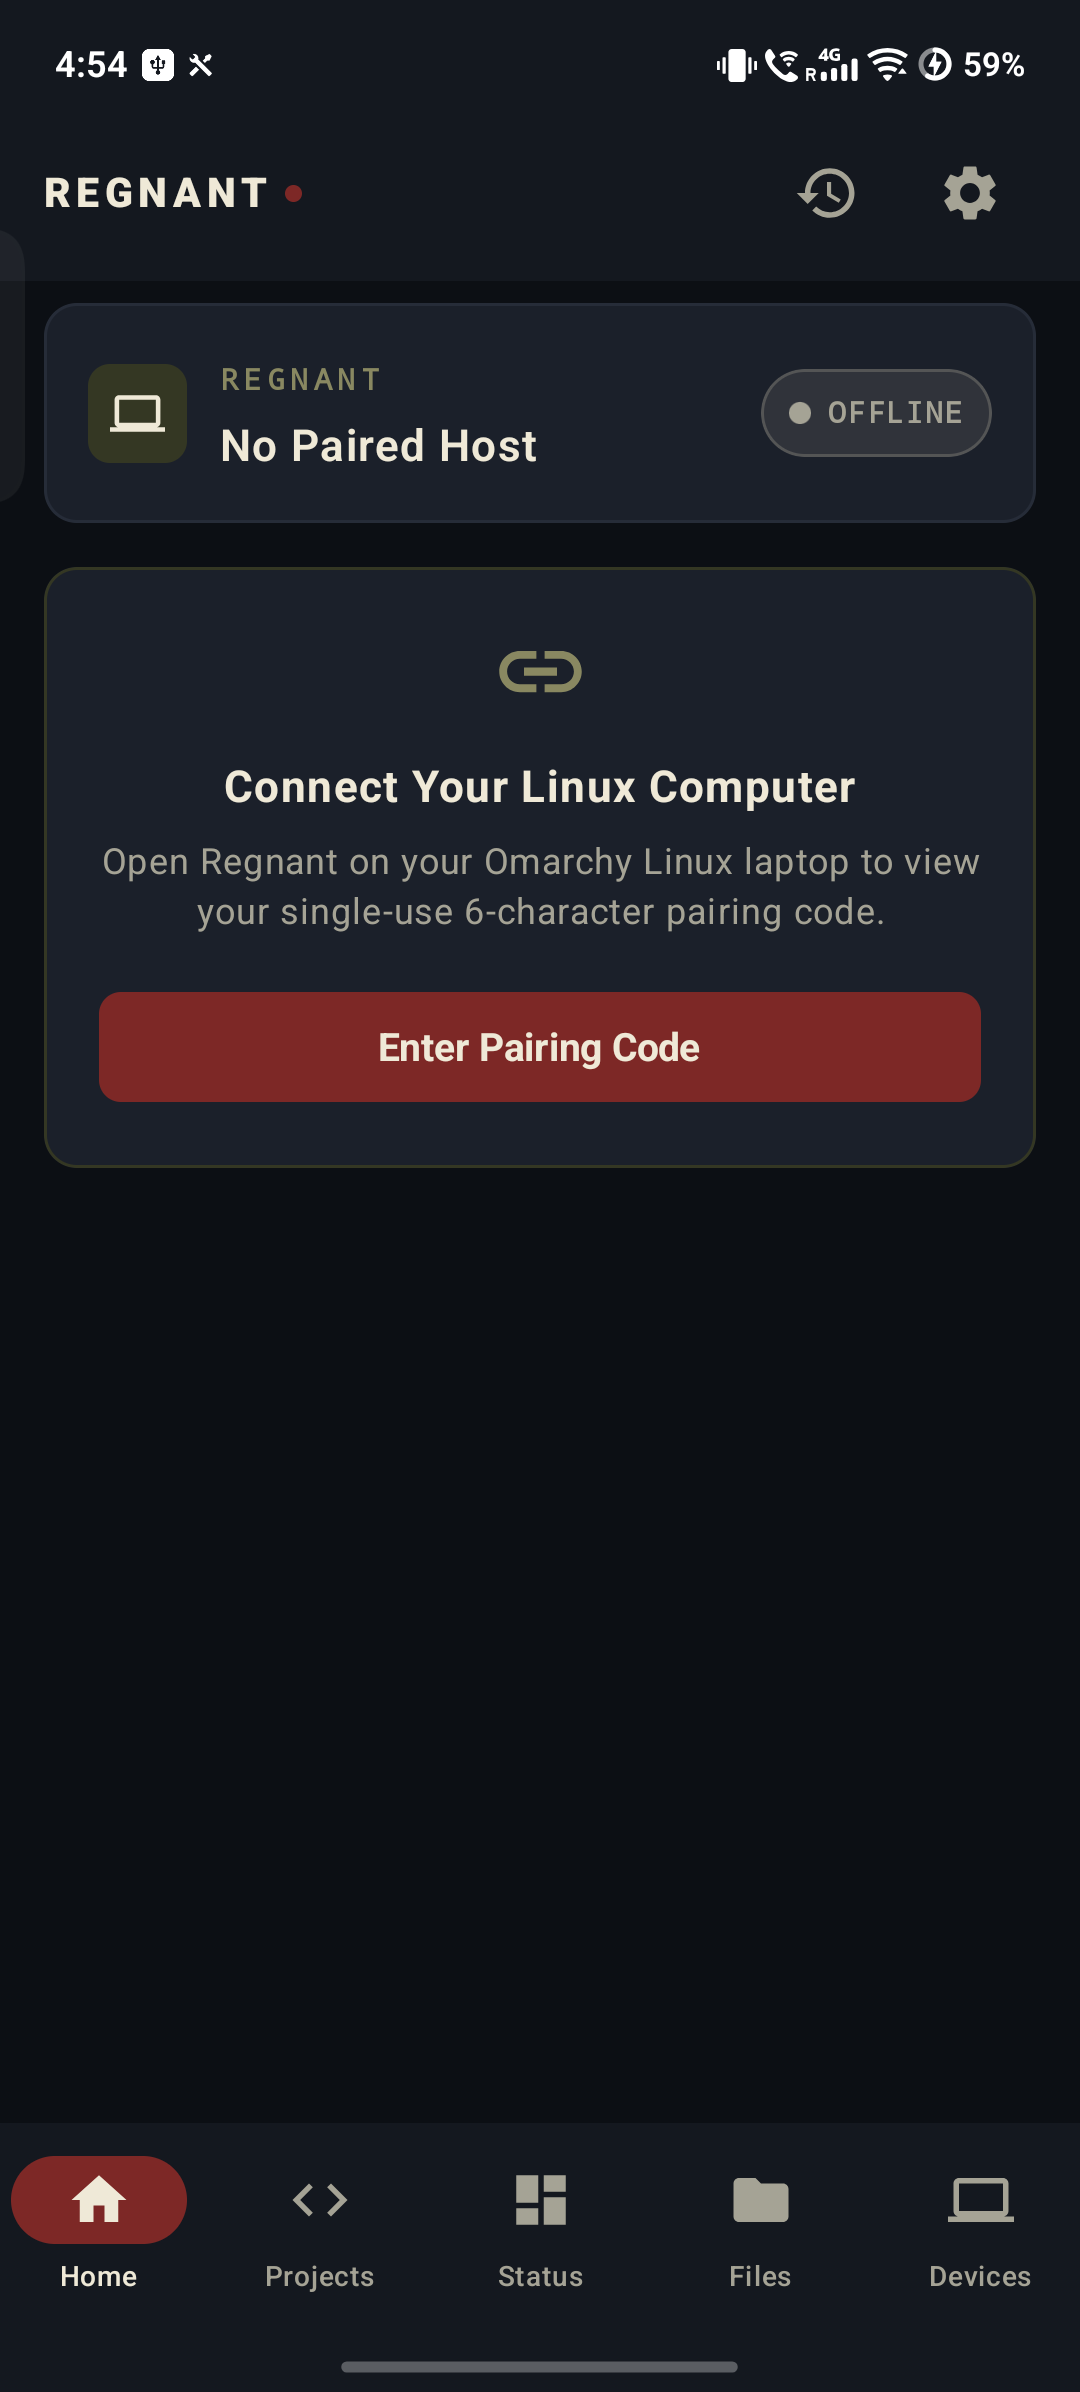 4:54
4G
R
59%
REGNANT
REGNANT
No Paired Host
OFFLINE
Connect Your Linux Computer
Open Regnant on your Omarchy Linux laptop to view
your single-use 6-character pairing code.
Enter Pairing Code
Home
Projects
Status
Files
Devices